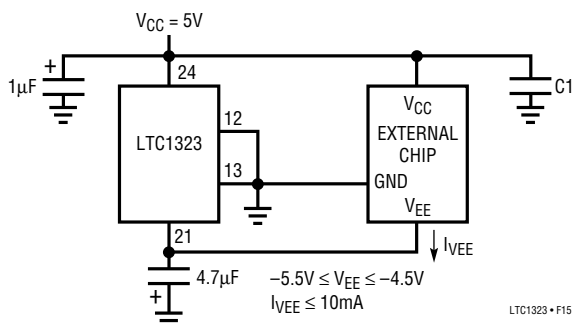 V_CC = 5V
+
1µF
24
C1
LTC1323
12
13
V_CC
EXTERNAL
CHIP
GND
V_EE
21
I_VEE
4.7µF
+
–5.5V ≤ V_EE ≤ –4.5V
I_VEE ≤ 10mA
LTC1323 • F15